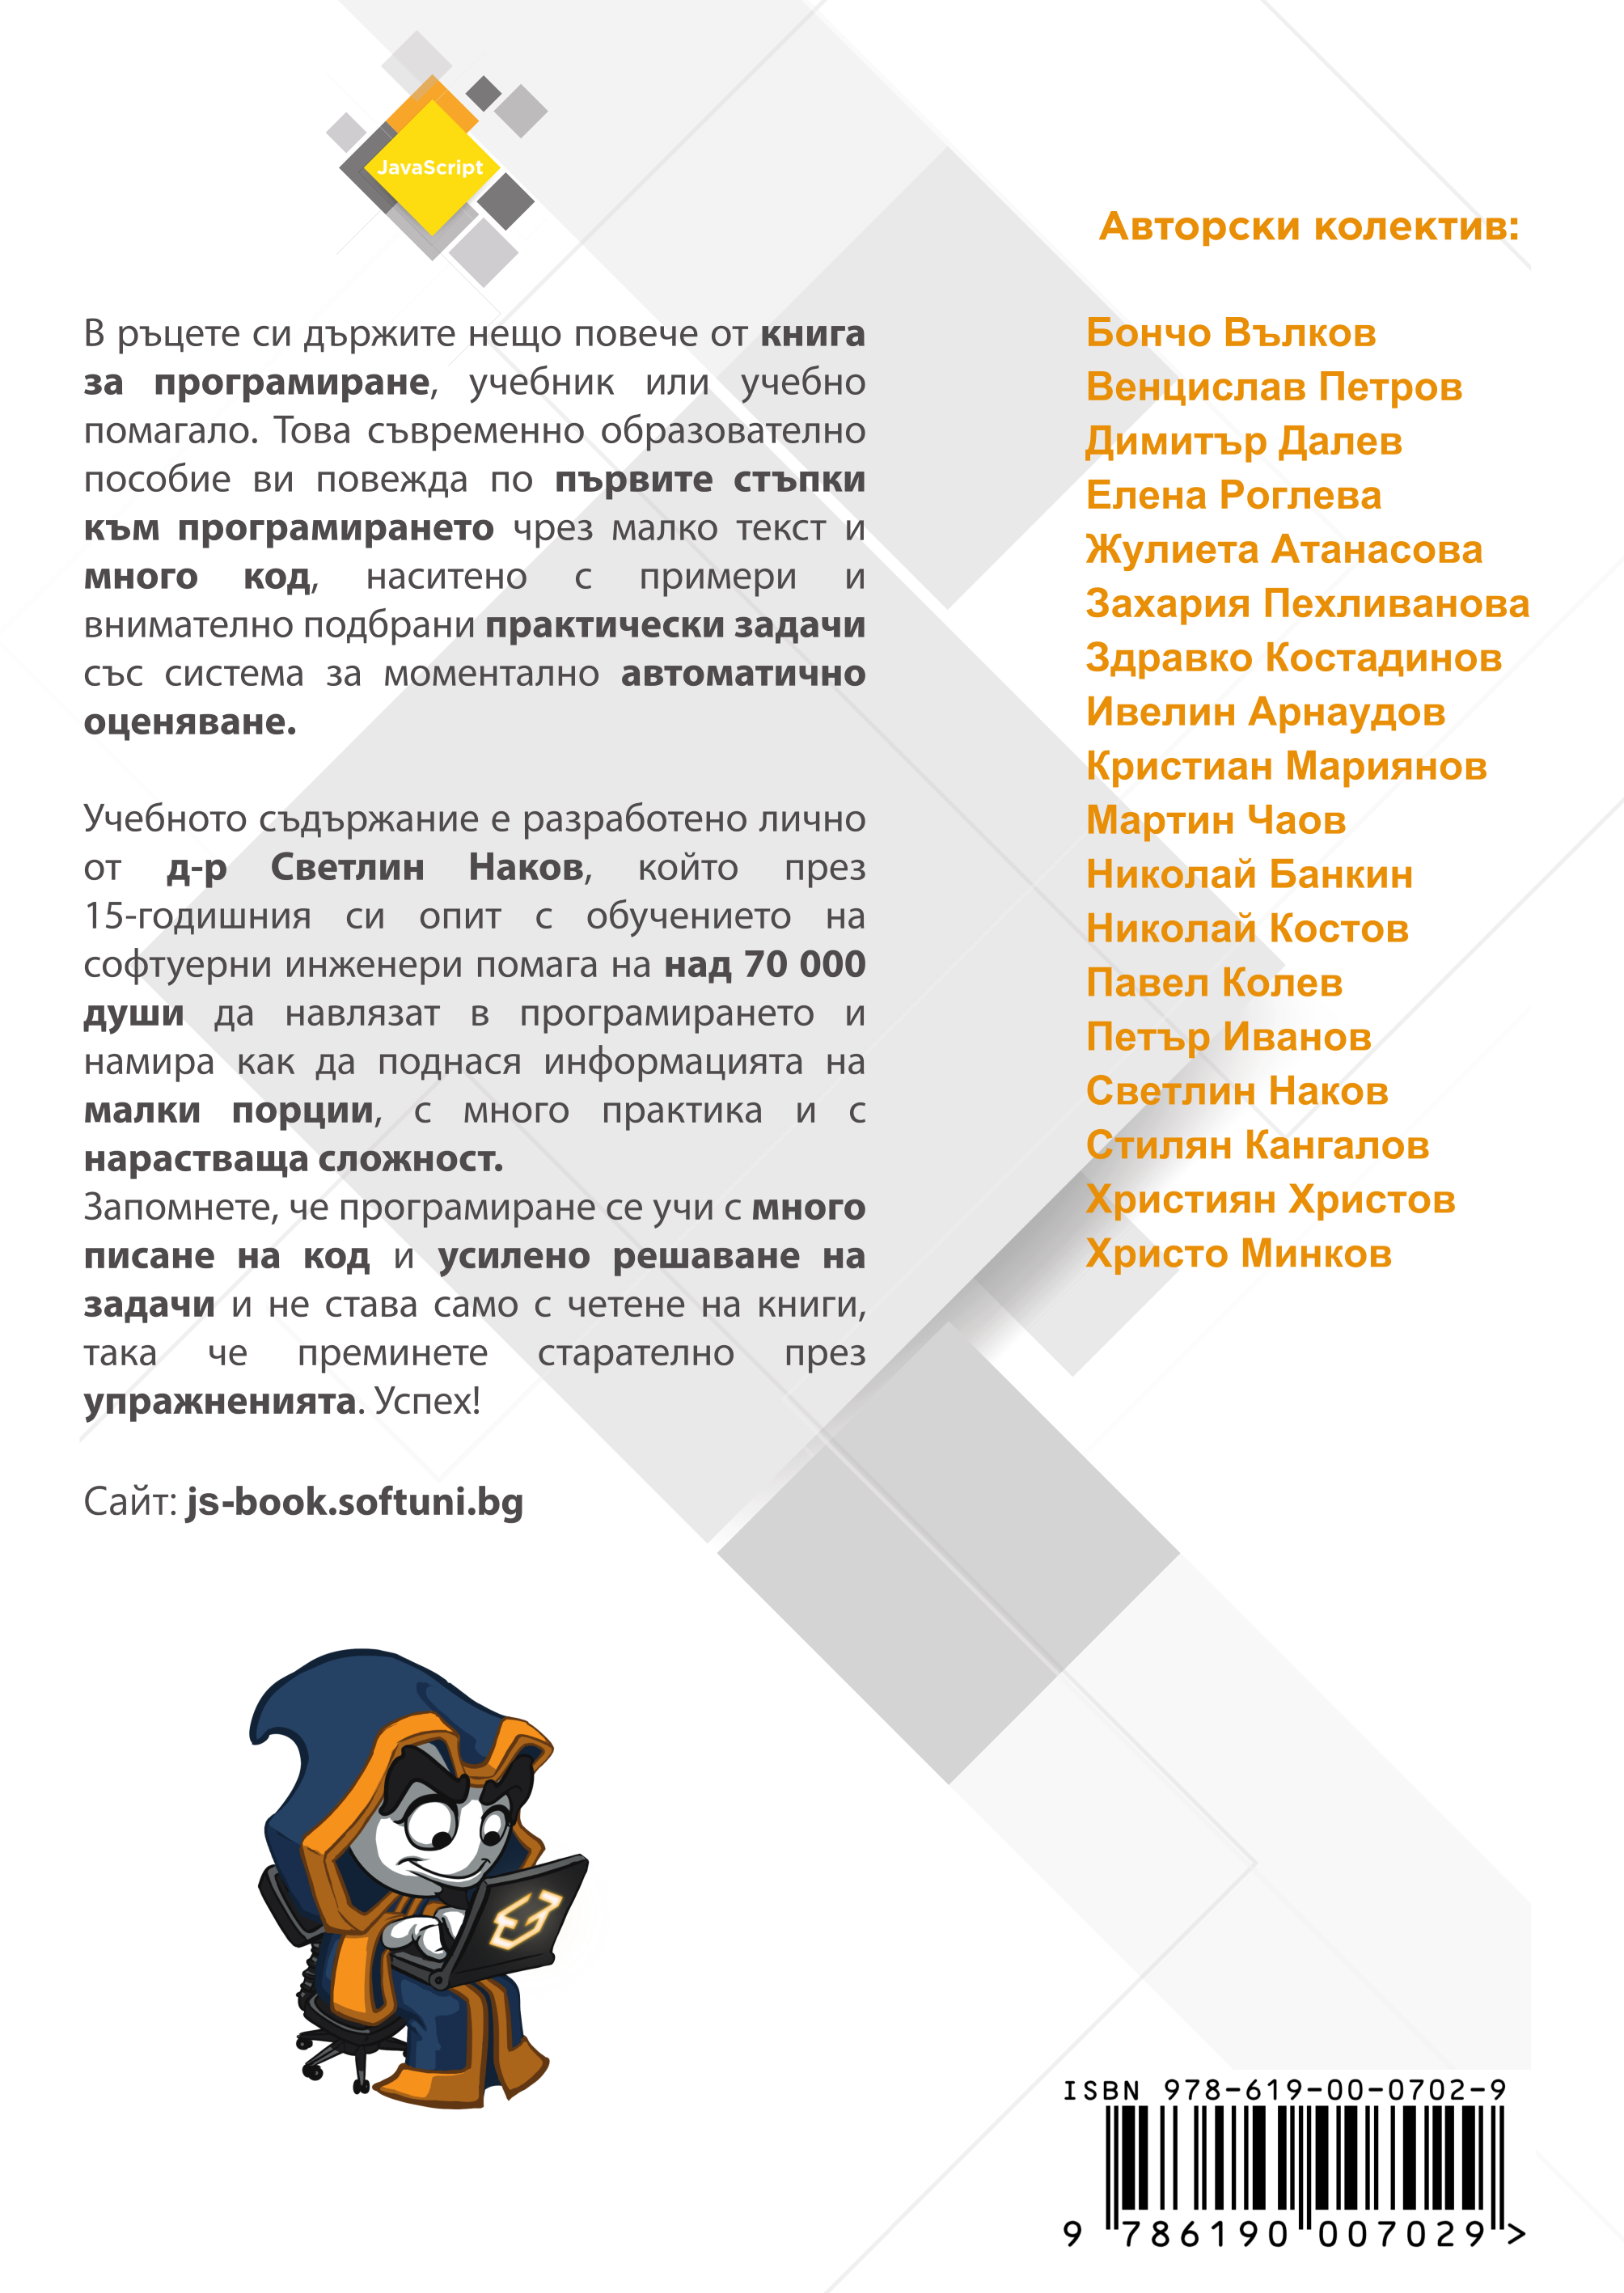 JavaScript
В ръцете си държите нещо повече от книга
за програмиране, учебник или учебно
помагало. Това съвременно образователно
пособие ви повежда по първите стъпки
към програмирането чрез малко текст и
много код, наситено с примери и
внимателно подбрани практически задачи
със система за моментално автоматично
оценяване.
Учебното съдържание е разработено лично
от д-р Светлин Наков, който през
15-годишния си опит с обучението на
софтуерни инженери помага на над 70 000
души да навлязат в програмирането и
намира как да поднася информацията на
малки порции, с много практика и с
нарастваща сложност.
Запомнете, че програмиране се учи с много
писане на код и усилено решаване на
задачи и не става само с четене на книги,
така че преминете старателно през
упражненията. Успех!
Сайт: js-book.softuni.bg
Авторски колектив:
Бончо Вълков
Венцислав Петров
Димитър Далев
Елена Роглева
Жулиета Атанасова
Захария Пехливанова
Здравко Костадинов
Ивелин Арнаудов
Кристиан Мариянов
Мартин Чаов
Николай Банкин
Николай Костов
Павел Колев
Петър Иванов
Светлин Наков
Стилян Кангалов
Християн Христов
Христо Минков
ISBN 978-619-00-0702-9
9 786190 007029 >